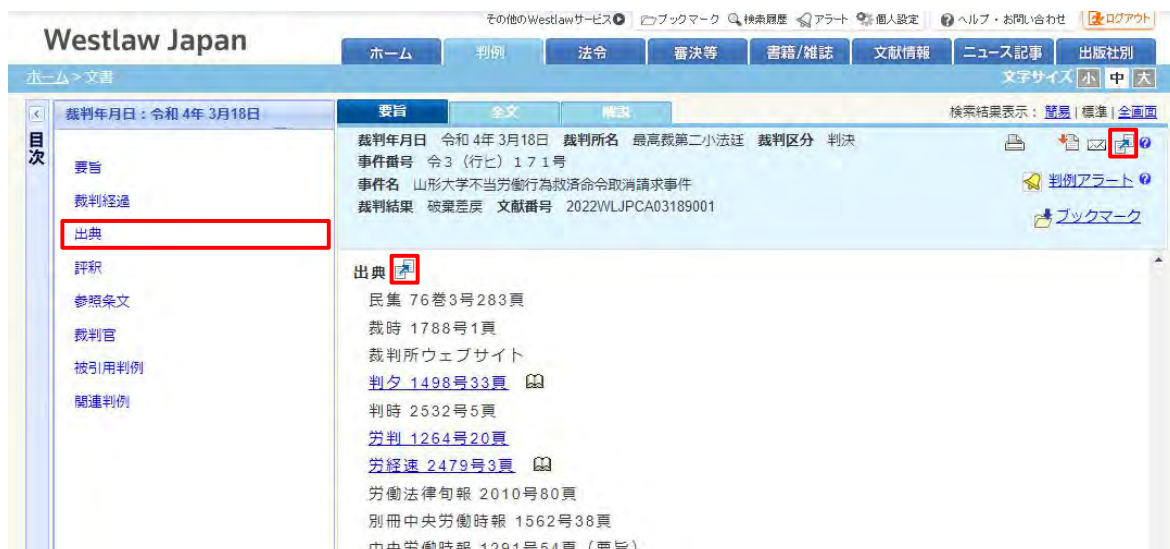 その他のWestlawサービス ブックマーク 検索履歴 アラート 個人設定 ヘルプ・お問い合わせ ログアウト
Westlaw Japan
ホーム 判例 法令 審決等 書籍/雑誌 文献情報 ニュース記事 出版社別
ホーム > 文書 文字サイズ 小 中 大
目次
裁判年月日：令和 4年 3月18日
要旨
裁判経過
出典
評釈
参照条文
裁判官
被引用判例
関連判例
要旨 全文 解説 検索結果表示： 簡易 | 標準 | 全画面
裁判年月日 令和 4年 3月18日 裁判所名 最高裁第二小法廷 裁判区分 判決
事件番号 令3（行ヒ）１７１号
事件名 山形大学不当労働行為救済命令取消請求事件
裁判結果 破棄差戻 文献番号 2022WLJPCA03189001
判例アラート
ブックマーク
出典
民集 76巻3号283頁
裁時 1788号1頁
裁判所ウェブサイト
判タ 1498号33頁
判時 2532号5頁
労判 1264号20頁
労経速 2479号3頁
労働法律旬報 2010号80頁
別冊中央労働時報 1562号38頁
中央労働時報 1291号54頁（要旨）